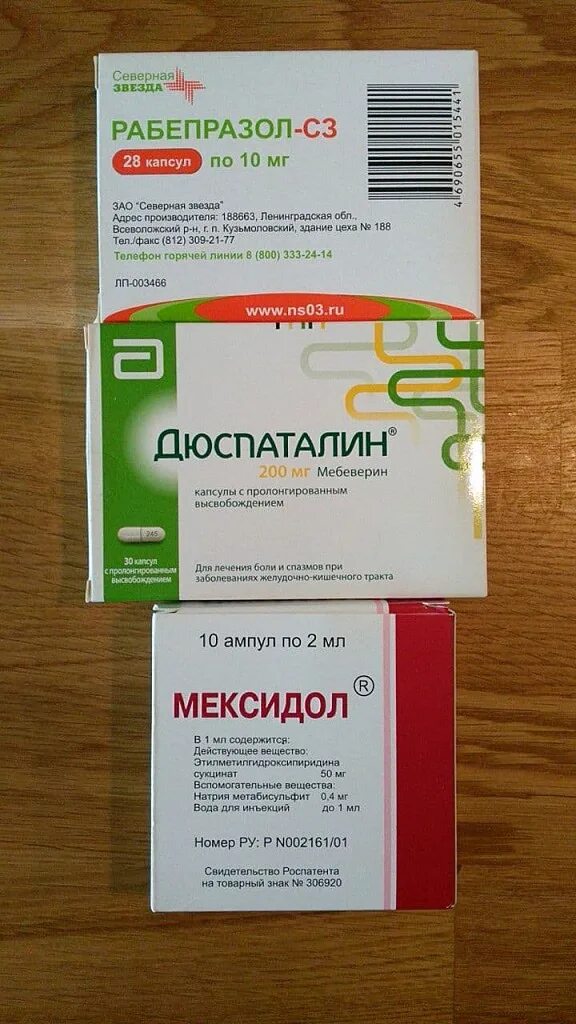 Северная
ЗВЕЗДА
РАБЕПРАЗОЛ-СЗ
28 капсул по 10 мг
4 690655 015441
ЗАО "Северная звезда"
Адрес производителя: 188663, Ленинградская обл.,
Всеволожский р-н, г. п. Кузьмоловский, здание цеха № 188
Тел./факс (812) 309-21-77
Телефон горячей линии 8 (800) 333-24-14
ЛП-003466
www.ns03.ru
ДЮСПАТАЛИН®
200 мг Мебеверин
капсулы с пролонгированным
высвобождением
245
30 капсул
с пролонгированным
высвобождением
Для лечения боли и спазмов при
заболеваниях желудочно-кишечного тракта
10 ампул по 2 мл
МЕКСИДОЛ®
В 1 мл содержится:
Действующее вещество:
Этилметилгидроксипиридина
сукцинат 50 мг
Вспомогательные вещества:
Натрия метабисульфит 0,4 мг
Вода для инъекций до 1 мл
Номер РУ: Р N002161/01
Свидетельство Роспатента
на товарный знак № 306920